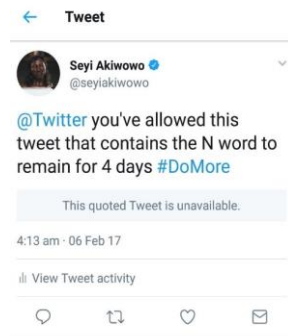 Tweet
Seyi Akiwowo
@seyiakiwowo
@Twitter you've allowed this
tweet that contains the N word to
remain for 4 days #DoMore
This quoted Tweet is unavailable.
4:13 am · 06 Feb 17
View Tweet activity